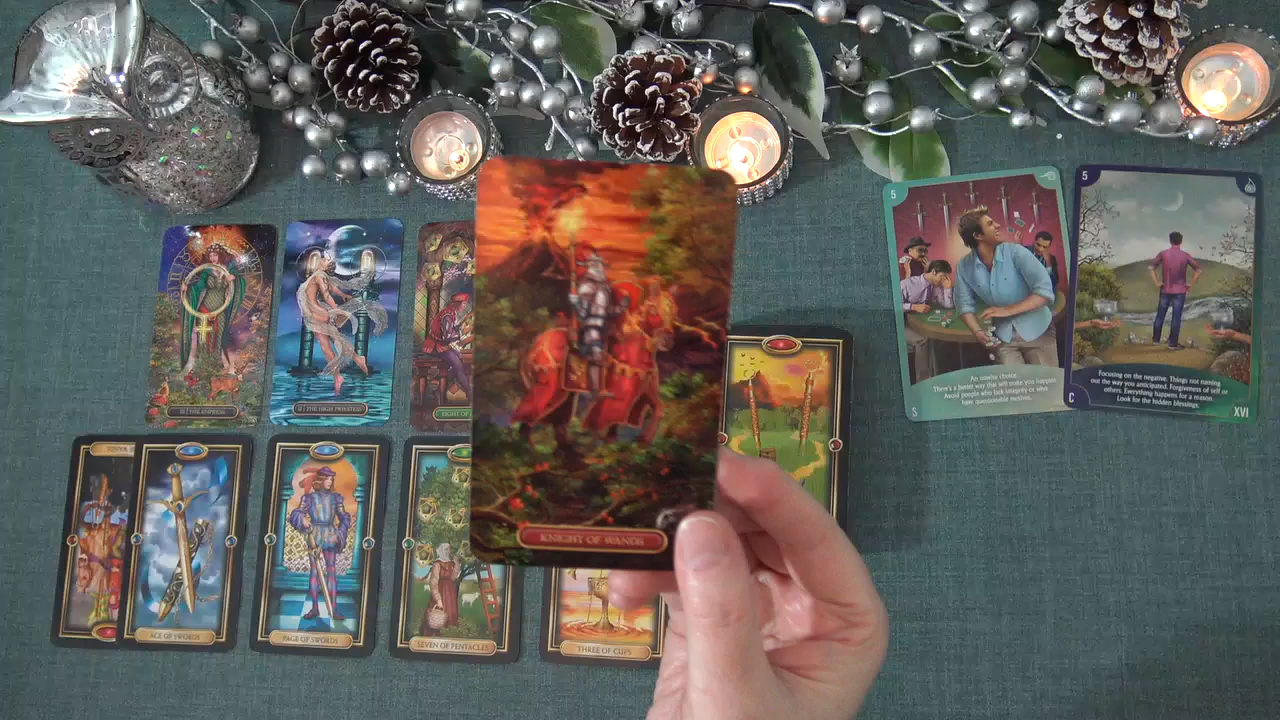 5
An unwise choice.
There's a better way that will make you happier.
Avoid people who lack integrity or who
have questionable motives.
S
5
Focusing on the negative. Things not turning
out the way you anticipated. Forgiveness of self or
others. Everything happens for a reason.
Look for the hidden blessings.
C
XVI
III | THE EMPRESS
II | THE HIGH PRIESTESS
EIGHT OF
KNIGHT OF WANDS
ACE OF SWORDS
PAGE OF SWORDS
SEVEN OF PENTACLES
THREE OF CUPS